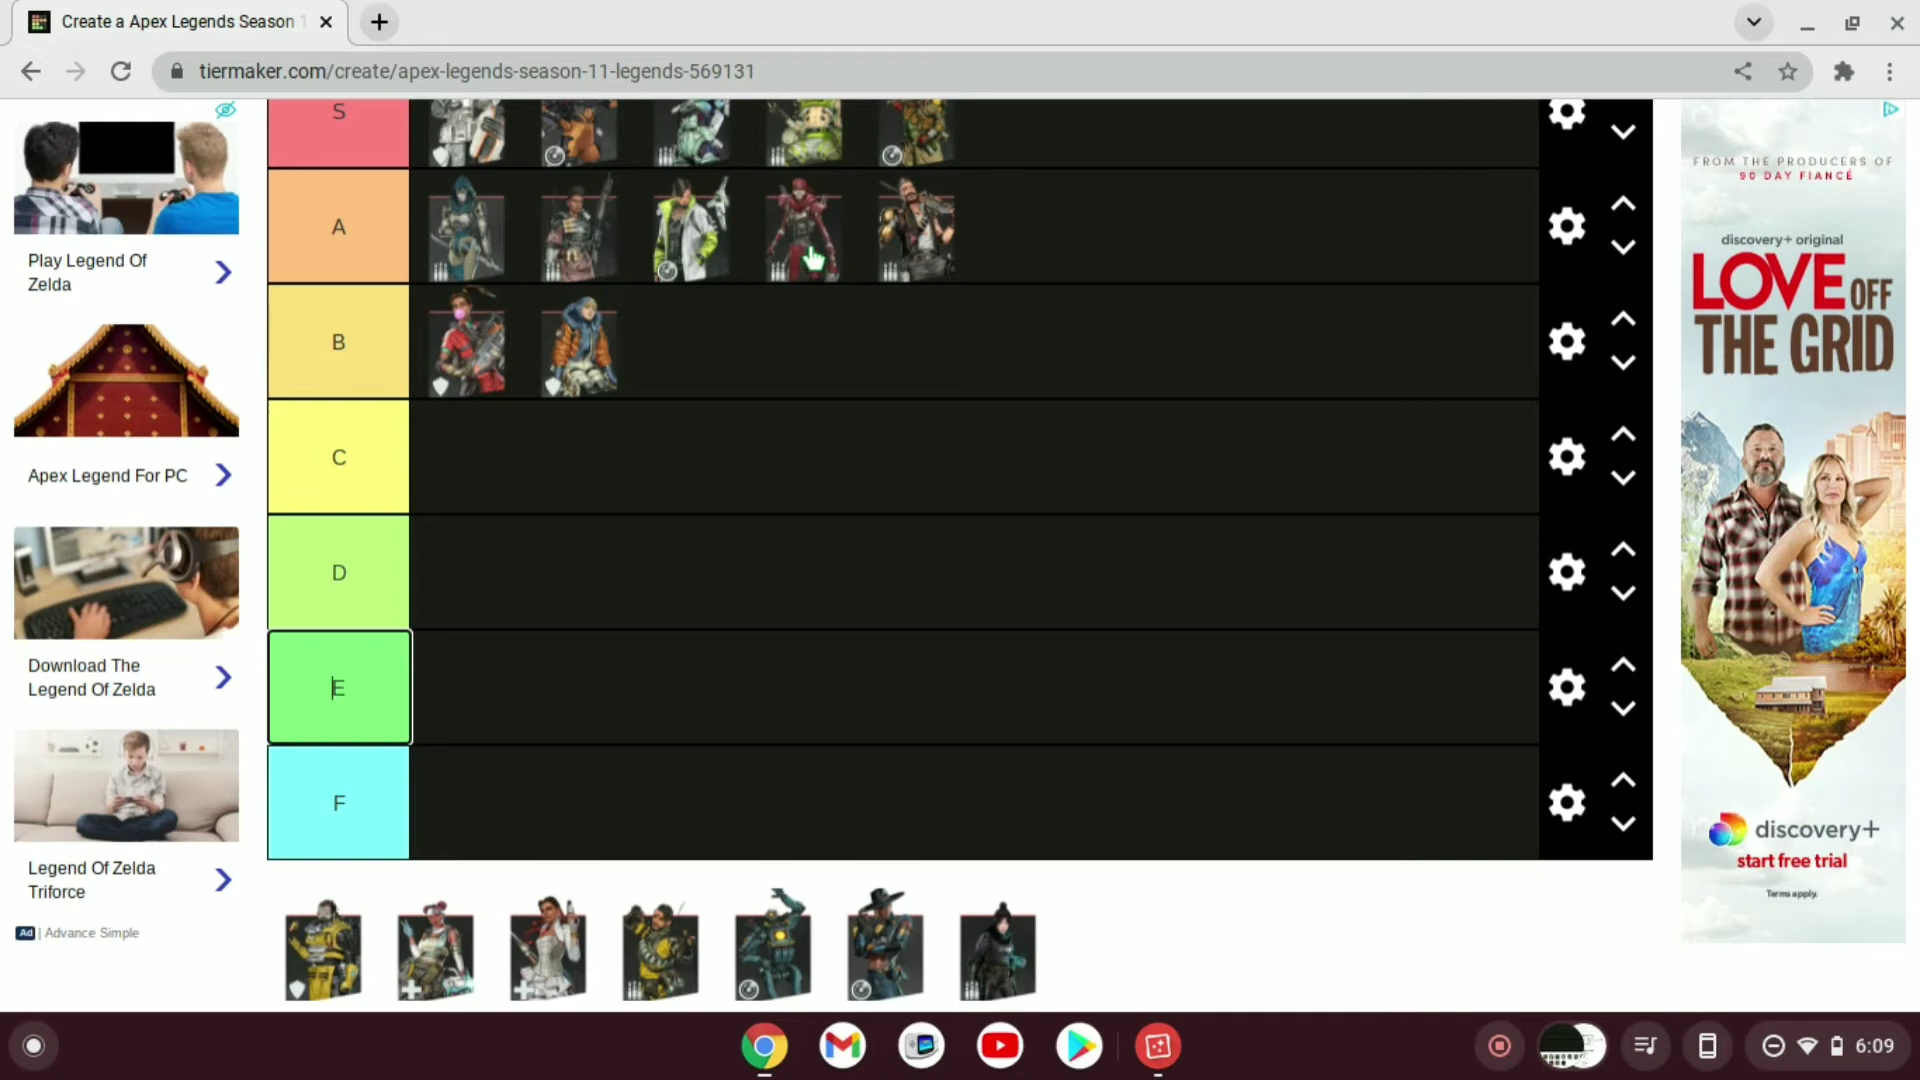 Create a Apex Legends Season 1
tiermaker.com/create/apex-legends-season-11-legends-569131
Play Legend Of
Zelda
Apex Legend For PC
Download The
Legend Of Zelda
Legend Of Zelda
Triforce
Ad | Advance Simple
S
A
B
C
D
E
F
FROM THE PRODUCERS OF
90 DAY FIANCÉ
discovery+ original
LOVE OFF
THE GRID
discovery+
start free trial
Terms apply.
6:09